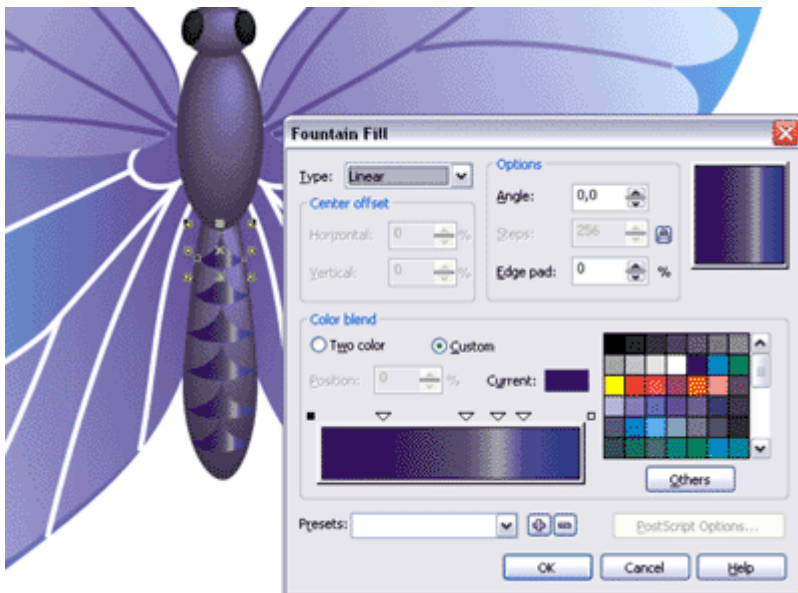 Fountain Fill
Type: Linear
Options
Angle: 0,0
Center offset
Horizontal: 0 %
Steps: 256
Vertical: 0 %
Edge pad: 0 %
Color blend
Two color Custom
Position: 0 %
Current:
Others
Presets:
PostScript Options...
OK Cancel Help